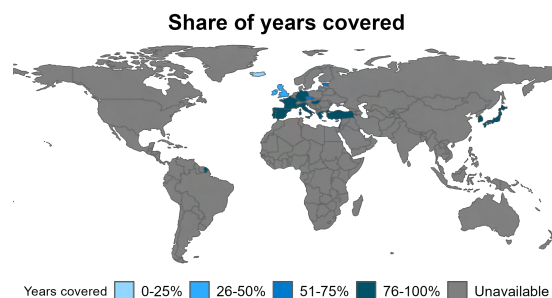 Share of years covered
Years covered 0-25% 26-50% 51-75% 76-100% Unavailable